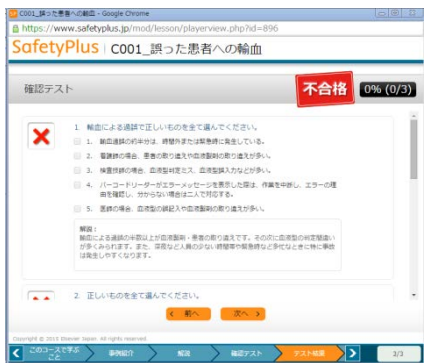 C001_誤った患者への輸血 - Google Chrome
https://www.safetyplus.jp/mod/lesson/playerview.php?id=896
SafetyPlus C001_誤った患者への輸血
確認テスト
不合格 0% (0/3)
1. 輸血による過誤で正しいものを全て選んでください。
1. 輸血過誤の約半分は、時間外または緊急時に発生している。
2. 看護師の場合、患者の取り違えや血液製剤の取り違えが多い。
3. 検査技師の場合、血液型判定ミス、血液型誤入力などが多い。
4. バーコードリーダーがエラーメッセージを表示した際は、作業を中断し、エラーの理
由を確認し、分からない場合は二人で対応する。
5. 医師の場合、血液型の誤記入や血液製剤の取り違えが多い。
解説：
輸血による過誤の半数以上が血液製剤・患者の取り違えです。その次に血液型の判定間違い
が多くみられます。また、深夜など人員の少ない時間帯や緊急時など多忙なときに特に事故
は発生しやすくなります。
2. 正しいものを全て選んでください。
前へ 次へ
Copyright © 2013 Elsevier Japan. All rights reserved
このコースで学ぶ
こと 事例紹介 解説 確認テスト テスト結果 3/3